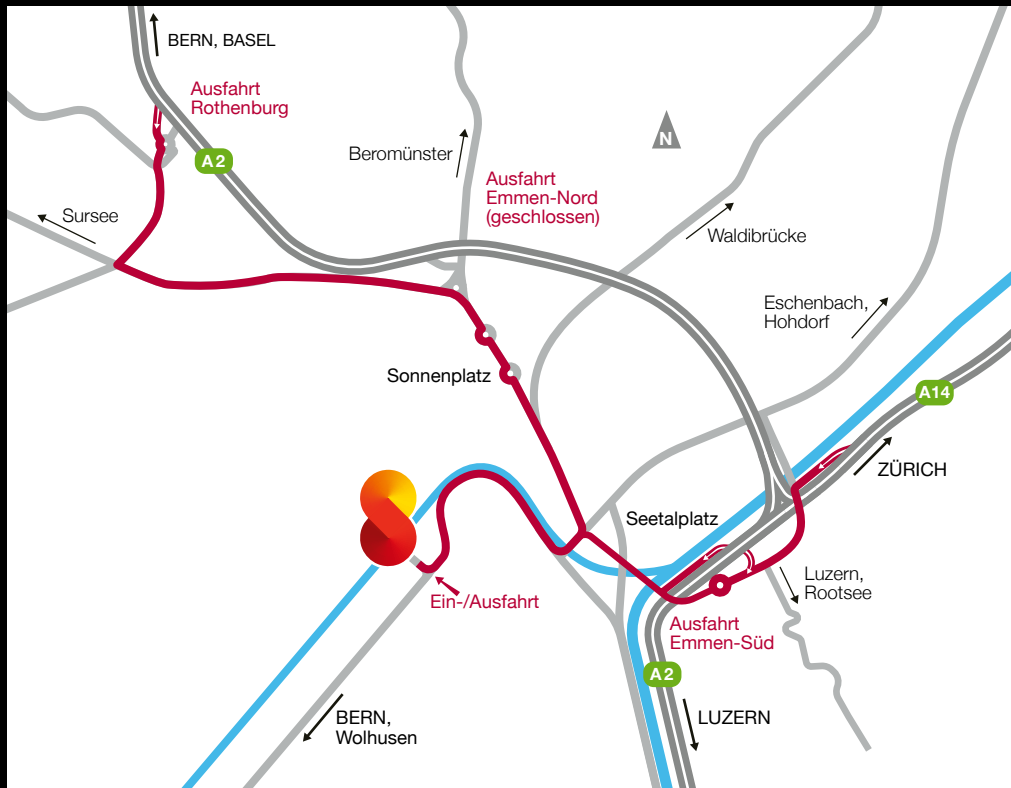 BERN, BASEL
Ausfahrt
Rothenburg
A2
Beromünster
N
Ausfahrt
Emmen-Nord
(geschlossen)
Sursee
Waldibrücke
Eschenbach,
Hohdorf
Sonnenplatz
A14
ZÜRICH
Seetalplatz
Luzern,
Rootsee
Ein-/Ausfahrt
Ausfahrt
Emmen-Süd
A2
BERN,
Wolhusen
LUZERN